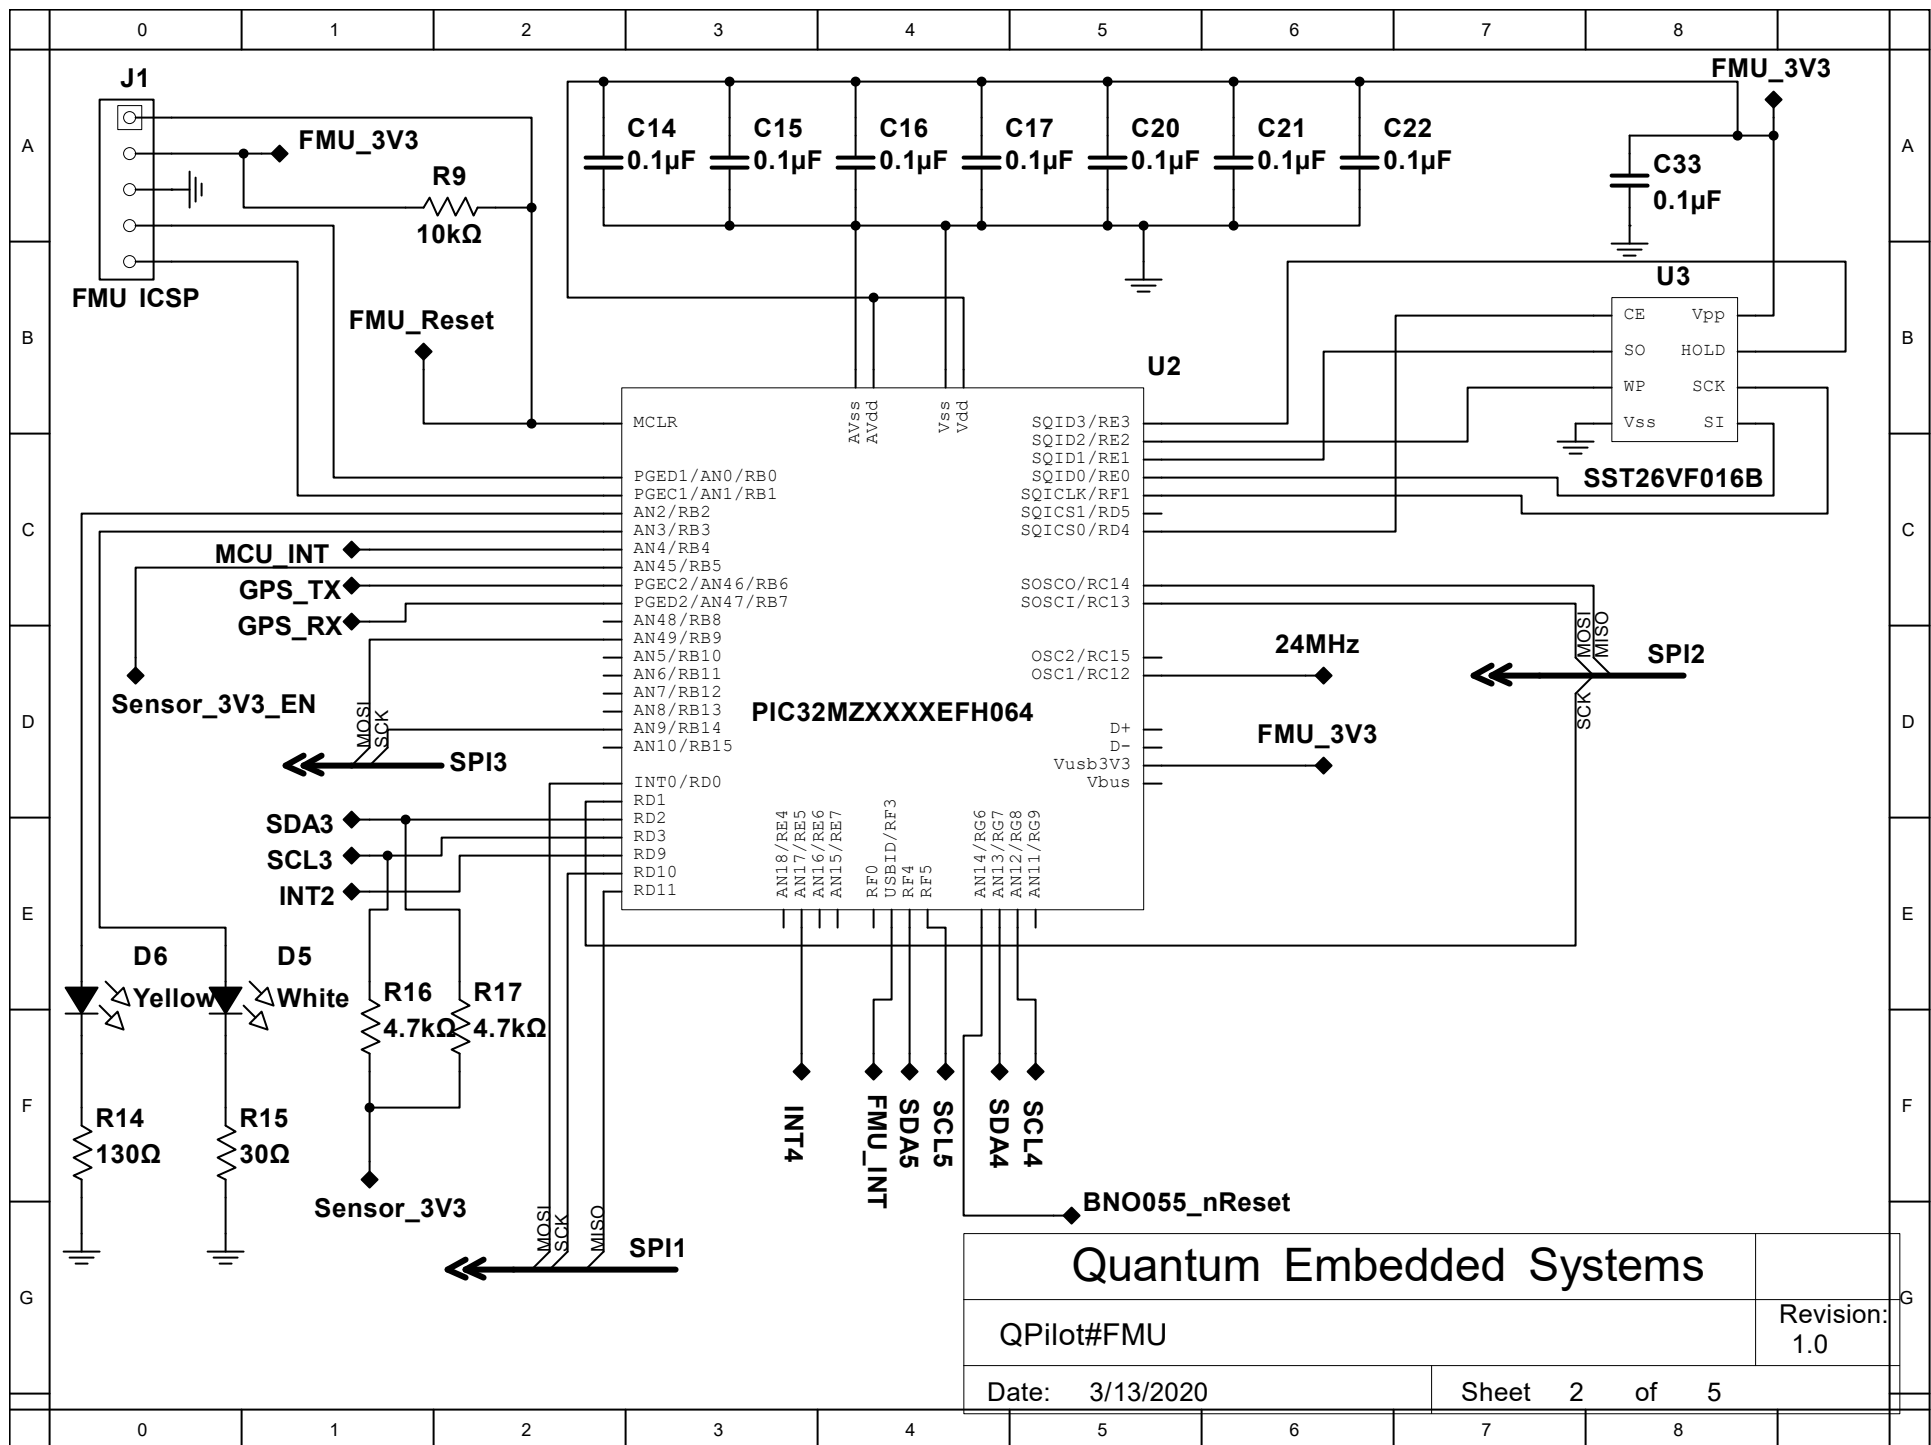 0 1 2 3 4 5 6 7 8
A
B
C
D
E
F
G
J1
FMU_3V3
R9
10kΩ
FMU ICSP
FMU_Reset
C14
0.1µF
C15
0.1µF
C16
0.1µF
C17
0.1µF
C20
0.1µF
C21
0.1µF
C22
0.1µF
FMU_3V3
C33
0.1µF
U3
CE Vpp
SO HOLD
WP SCK
Vss SI
SST26VF016B
U2
AVss
AVdd
Vss
Vdd
MCLR
PGED1/AN0/RB0
PGEC1/AN1/RB1
AN2/RB2
AN3/RB3
AN4/RB4
AN45/RB5
PGEC2/AN46/RB6
PGED2/AN47/RB7
AN48/RB8
AN49/RB9
AN5/RB10
AN6/RB11
AN7/RB12
AN8/RB13
AN9/RB14
AN10/RB15
INT0/RD0
RD1
RD2
RD3
RD9
RD10
RD11
PIC32MZXXXXEFH064
SQID3/RE3
SQID2/RE2
SQID1/RE1
SQID0/RE0
SQICLK/RF1
SQICS1/RD5
SQICS0/RD4
SOSCO/RC14
SOSCI/RC13
OSC2/RC15
OSC1/RC12
D+
D-
Vusb3V3
Vbus
AN18/RE4
AN17/RE5
AN16/RE6
AN15/RE7
RF0
USBID/RF3
RF4
RF5
AN14/RG6
AN13/RG7
AN12/RG8
AN11/RG9
MCU_INT
GPS_TX
GPS_RX
Sensor_3V3_EN
MOSI
SCK
SPI3
SDA3
SCL3
INT2
24MHz
FMU_3V3
MOSI
MISO
SCK
SPI2
D6
Yellow
D5
White
R16
4.7kΩ
R17
4.7kΩ
R14
130Ω
R15
30Ω
Sensor_3V3
MOSI
SCK
MISO
SPI1
INT4
FMU_INT
SDA5
SCL5
SDA4
SCL4
BNO055_nReset
Quantum Embedded Systems
QPilot#FMU
Revision:
1.0
Date: 3/13/2020
Sheet 2 of 5
A
B
C
D
E
F
G
0 1 2 3 4 5 6 7 8